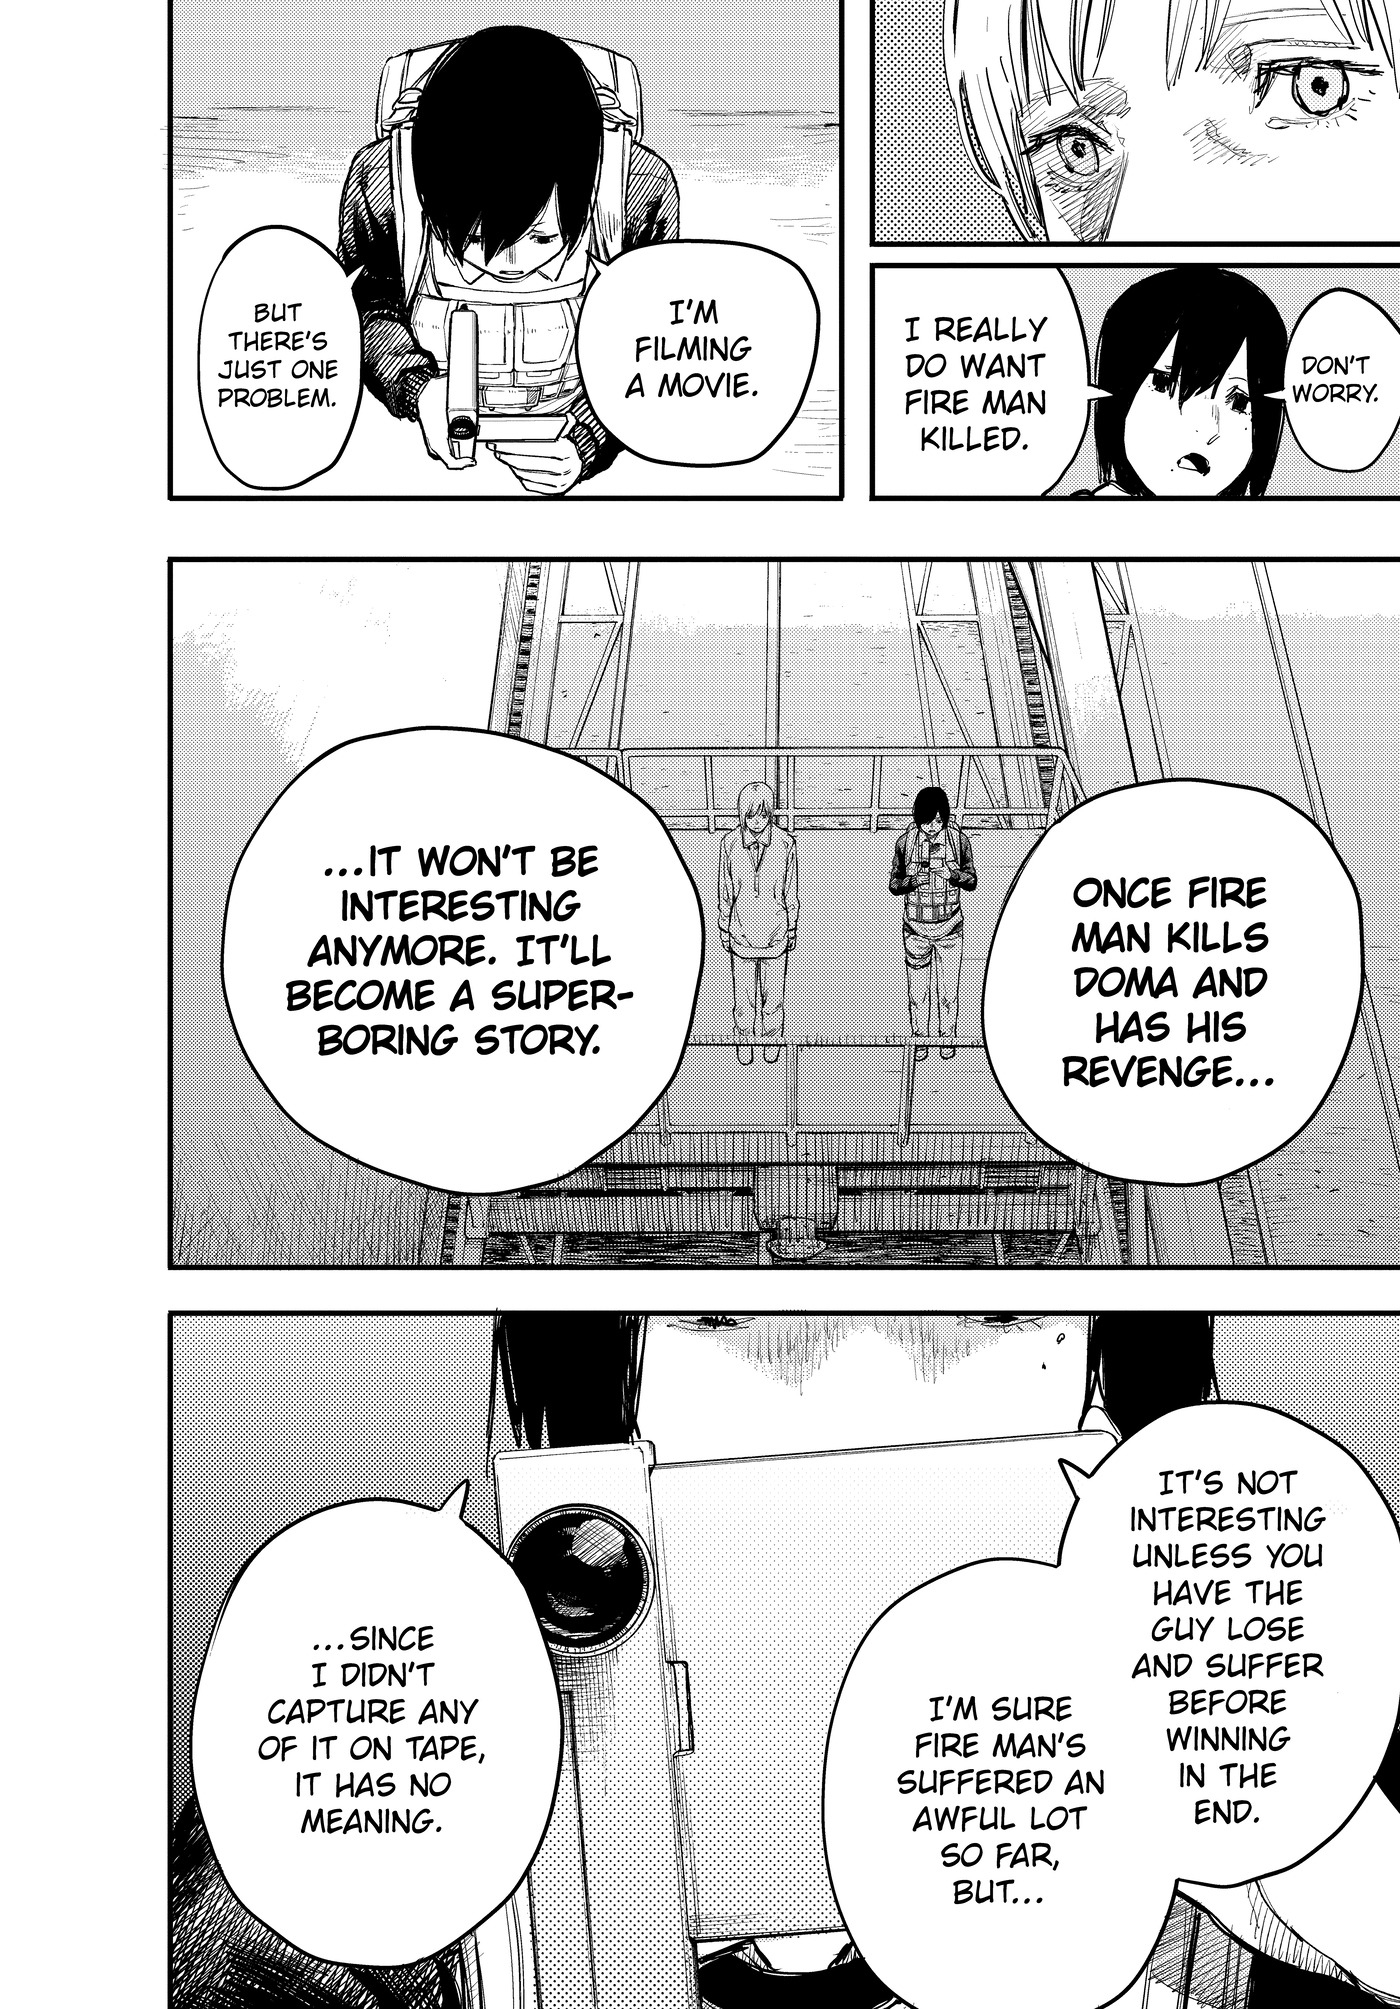 DON'T
WORRY.
I REALLY
DO WANT
FIRE MAN
KILLED.
I'M
FILMING
A MOVIE.
BUT
THERE'S
JUST ONE
PROBLEM.
ONCE FIRE
MAN KILLS
DOMA AND
HAS HIS
REVENGE...
...IT WON'T BE
INTERESTING
ANYMORE. IT'LL
BECOME A SUPER-
BORING STORY.
IT'S NOT
INTERESTING
UNLESS YOU
HAVE THE
GUY LOSE
AND SUFFER
BEFORE
WINNING
IN THE
END.
I'M SURE
FIRE MAN'S
SUFFERED AN
AWFUL LOT
SO FAR,
BUT...
...SINCE
I DIDN'T
CAPTURE ANY
OF IT ON TAPE,
IT HAS NO
MEANING.